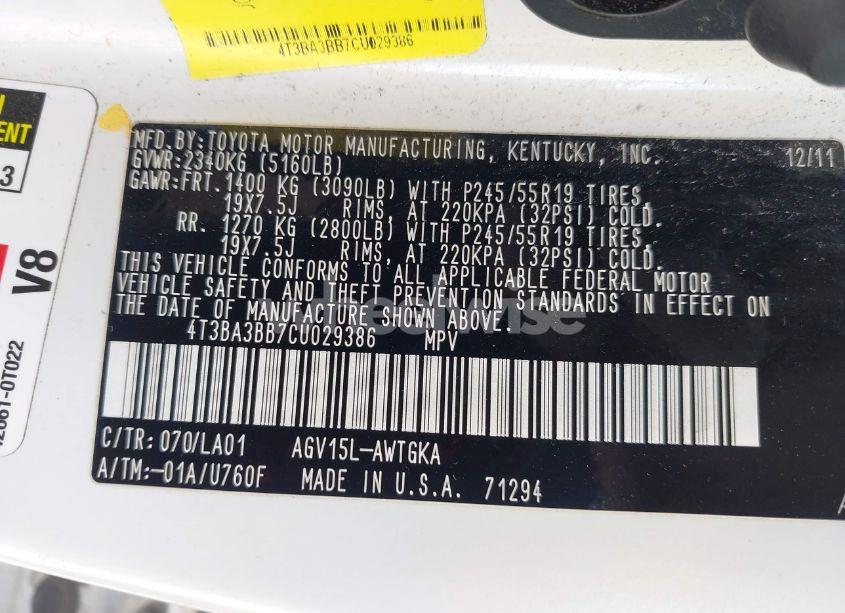 4T3BA3BB7CU029386
MFD. BY: TOYOTA MOTOR MANUFACTURING, KENTUCKY, INC. 12/11
GVWR: 2340KG (5160LB)
GAWR: FRT. 1400 KG (3090LB) WITH P245/55R19 TIRES,
19X7.5J RIMS, AT 220KPA (32PSI) COLD.
RR. 1270 KG (2800LB) WITH P245/55R19 TIRES,
19X7.5J RIMS, AT 220KPA (32PSI) COLD.
THIS VEHICLE CONFORMS TO ALL APPLICABLE FEDERAL MOTOR
VEHICLE SAFETY AND THEFT PREVENTION STANDARDS IN EFFECT ON
THE DATE OF MANUFACTURE SHOWN ABOVE.
4T3BA3BB7CU029386 MPV
C/TR: 070/LA01 AGV15L-AWTGKA
A/TM: -01A/U760F MADE IN U.S.A. 71294
3
V8